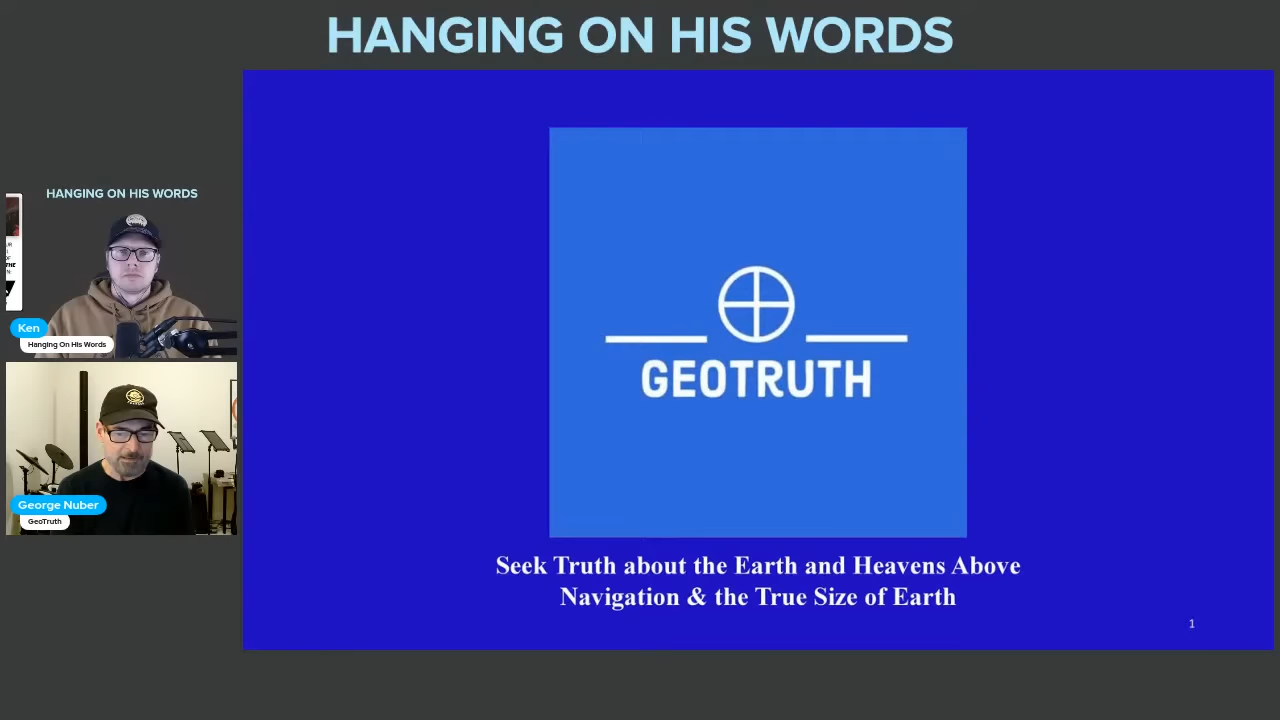 HANGING ON HIS WORDS
HANGING ON HIS WORDS
Ken
Hanging On His Words
George Nuber
GeoTruth
GEOTRUTH
Seek Truth about the Earth and Heavens Above
Navigation & the True Size of Earth
1